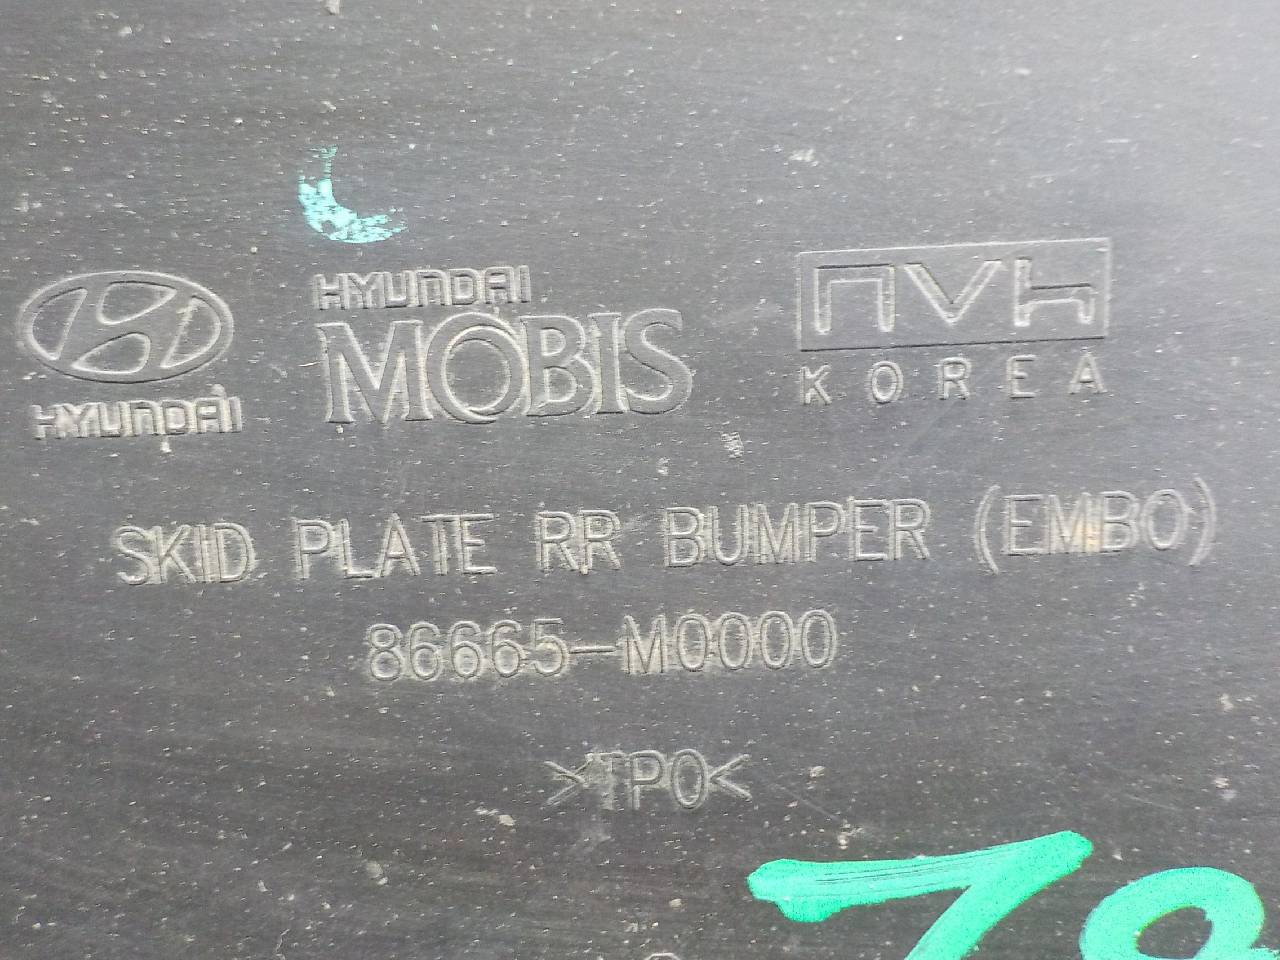 HYUNDAI
HYUNDAI
MOBIS
NVH
KOREA
SKID PLATE RR BUMPER (EMBO)
86665-M0000
>TPO<